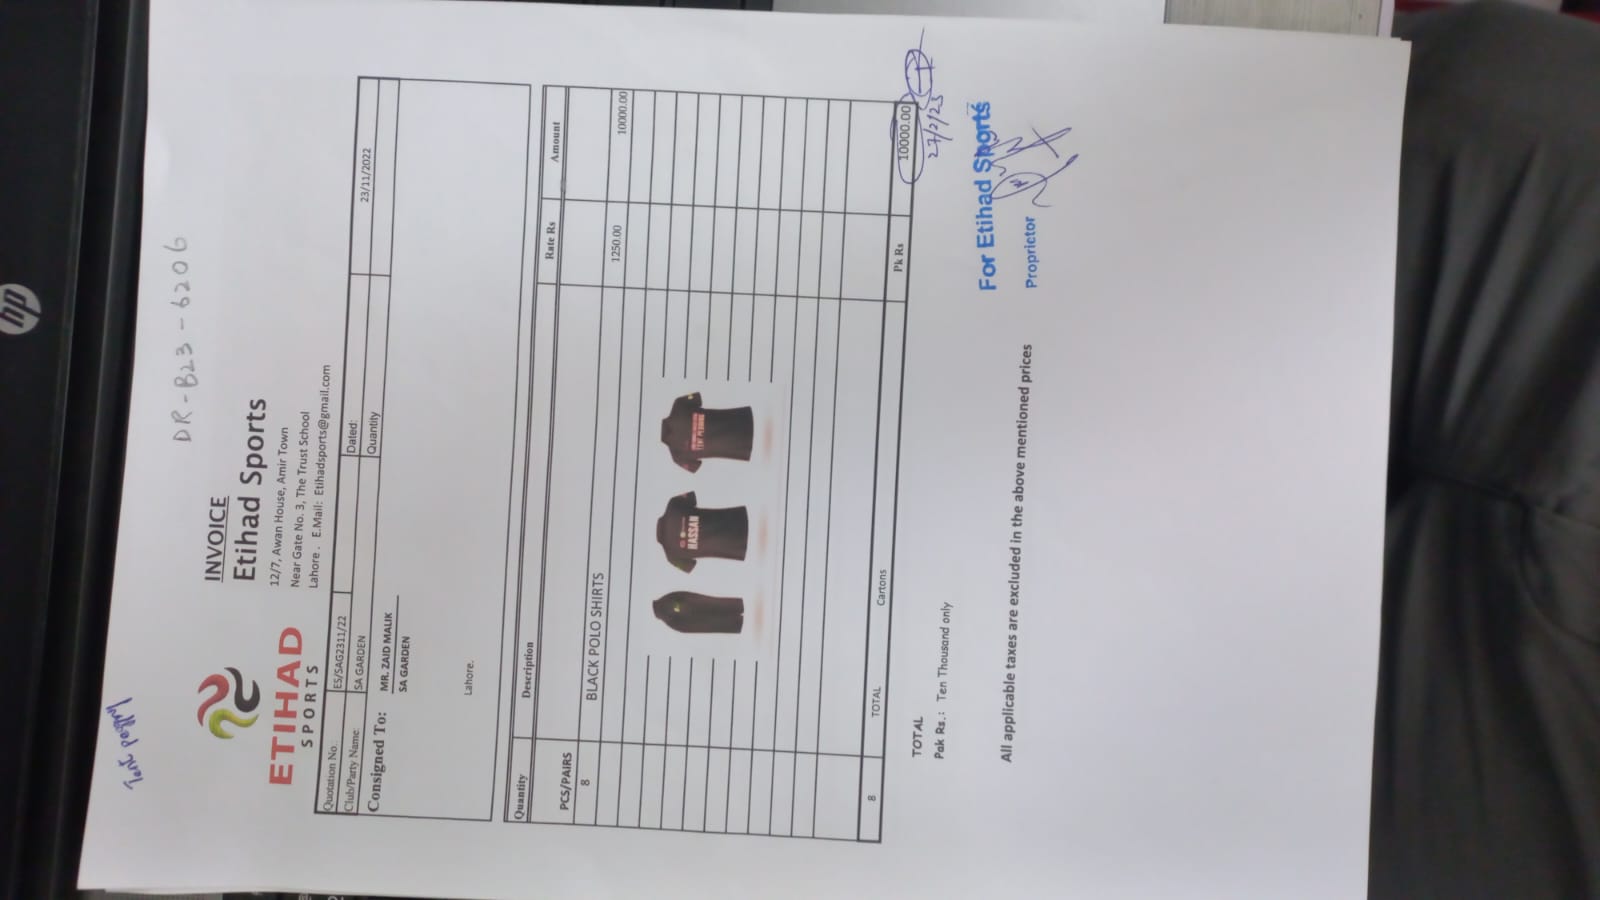 hp
Tent pegging
DR-B23-6206
INVOICE
Etihad Sports
12/7, Awan House, Amir Town
Near Gate No. 3, The Trust School
Lahore . E.Mail: Etihadsports@gmail.com
ETIHAD
SPORTS
Quotation No. ES/SAG2311/22 Dated: 23/11/2022
Club/Party Name SA GARDEN Quantity
Consigned To: MR. ZAID MALIK
SA GARDEN
Lahore.
Quantity Description Rate Rs Amount
PCS/PAIRS
8 BLACK POLO SHIRTS 1250.00 10000.00
HASSAN
TENT PEGGING
8 TOTAL Cartons Pk Rs 10000.00
27/2/23
TOTAL
Pak Rs.: Ten Thousand only
For Etihad Sports
Proprictor
All applicable taxes are excluded in the above mentioned prices